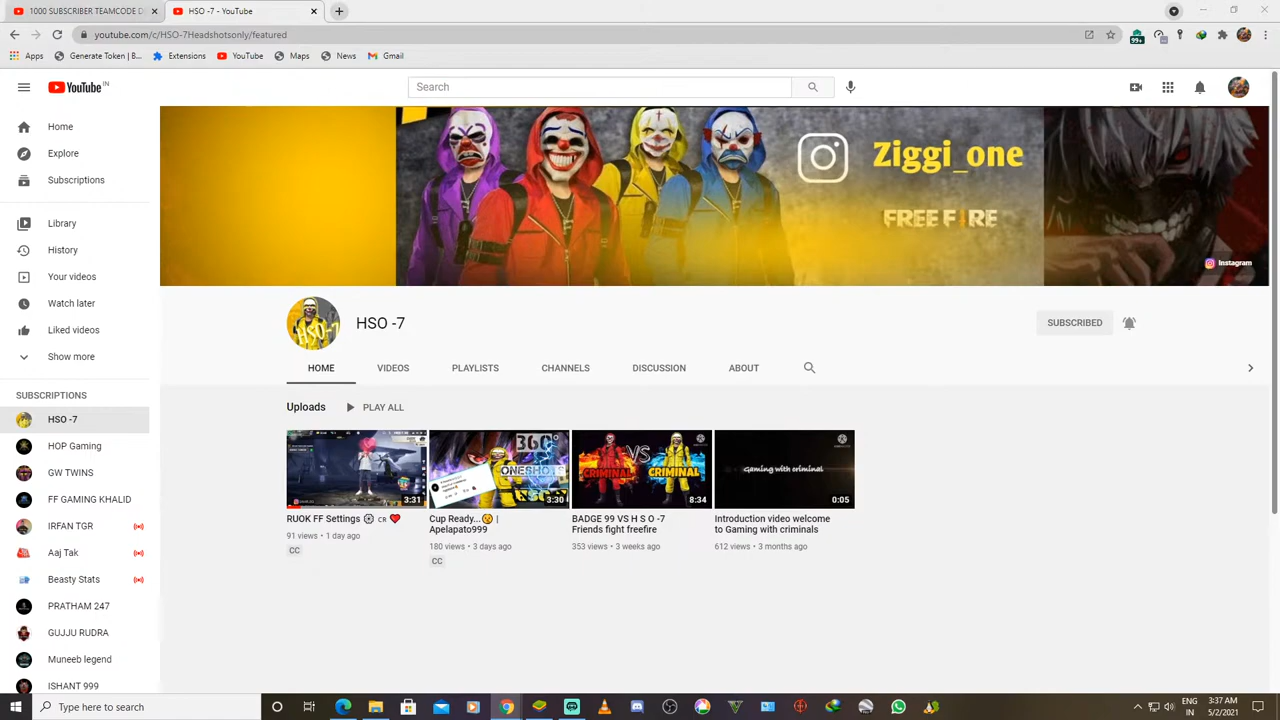 1000 SUBSCRIBER TEAMCODE D
HSO -7 - YouTube
youtube.com/c/HSO-7Headshotsonly/featured
99+
Apps
Generate Token | B...
Extensions
YouTube
Maps
News
Gmail
YouTube IN
Search
Home
Explore
Subscriptions
Library
History
Your videos
Watch later
Liked videos
Show more
SUBSCRIPTIONS
HSO -7
HOP Gaming
GW TWINS
FF GAMING KHALID
IRFAN TGR
Aaj Tak
Beasty Stats
PRATHAM 247
GUJJU RUDRA
Muneeb legend
ISHANT 999
Ziggi_one
FREE FIRE
Instagram
HSO-7
HSO -7
SUBSCRIBED
HOME
VIDEOS
PLAYLISTS
CHANNELS
DISCUSSION
ABOUT
Uploads
PLAY ALL
3:31
RUOK FF Settings ⚙️ CR ❤️
91 views • 1 day ago
CC
360°
ONESHOT
3:30
Cup Ready...😗 |
Apelapato999
180 views • 3 days ago
CC
CRIMINAL
VS
CRIMINAL
8:34
BADGE 99 VS H S O -7
Friends fight freefire
353 views • 3 weeks ago
Gaming with criminal
0:05
Introduction video welcome
to Gaming with criminals
612 views • 3 months ago
Type here to search
ENG
IN
3:37 AM
5/2/2021